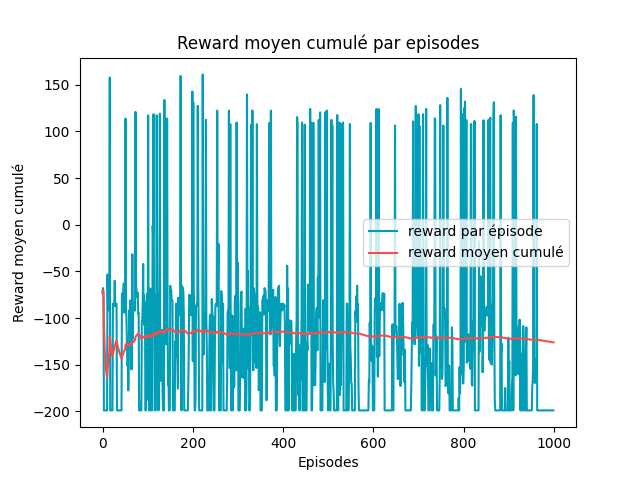 Reward moyen cumulé par episodes
Reward moyen cumulé
150
100
50
0
−50
−100
−150
−200
reward par épisode
reward moyen cumulé
0
200
400
600
800
1000
Episodes